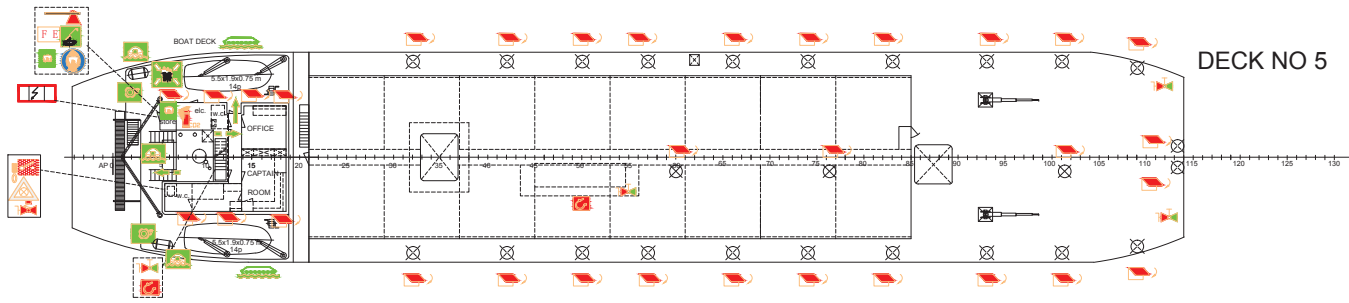 F E
BOAT DECK
DECK NO 5
5.5x1.9x0.75 m
14p
elc.
w.c
store
OFFICE
AP 0
10
15
20
25
30
35
40
45
50
55
60
65
70
75
80
85
90
95
100
105
110
115
120
125
130
CAPTAIN
ROOM
w.c.
5.5x1.9x0.75 m
14p